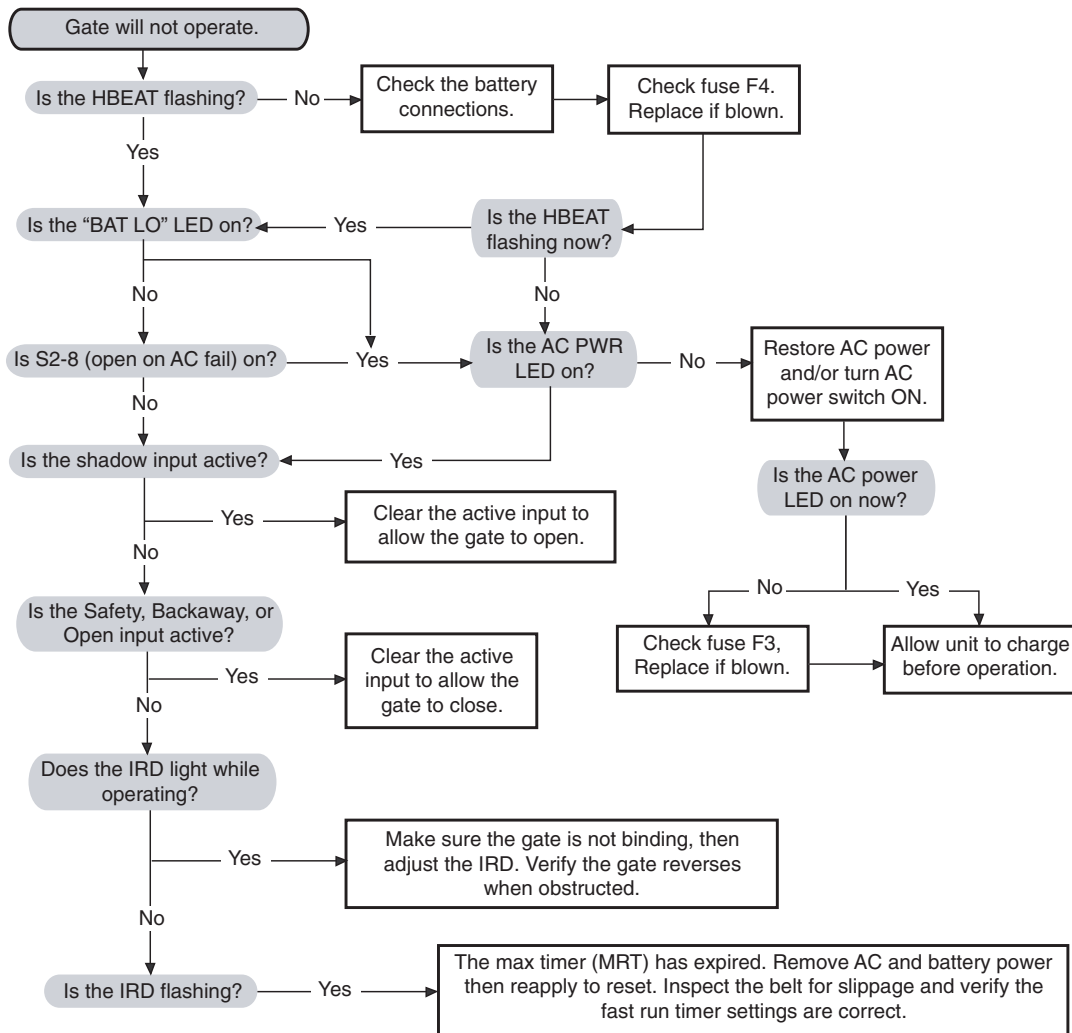 Gate will not operate.
Is the HBEAT flashing?
No
Check the battery
connections.
Check fuse F4.
Replace if blown.
Yes
Is the “BAT LO” LED on?
Yes
Is the HBEAT
flashing now?
No
No
Is S2-8 (open on AC fail) on?
Yes
Is the AC PWR
LED on?
No
Restore AC power
and/or turn AC
power switch ON.
No
Is the shadow input active?
Yes
Is the AC power
LED on now?
Yes
Clear the active input to
allow the gate to open.
No
No
Yes
Is the Safety, Backaway, or
Open input active?
Check fuse F3,
Replace if blown.
Allow unit to charge
before operation.
Yes
Clear the active
input to allow the
gate to close.
No
Does the IRD light while
operating?
Yes
Make sure the gate is not binding, then
adjust the IRD. Verify the gate reverses
when obstructed.
No
Is the IRD flashing?
Yes
The max timer (MRT) has expired. Remove AC and battery power
then reapply to reset. Inspect the belt for slippage and verify the
fast run timer settings are correct.